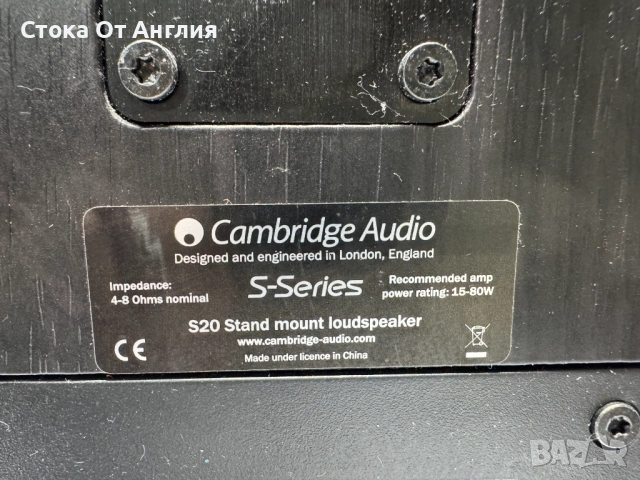 Стока От Англия
Cambridge Audio
Designed and engineered in London, England
Impedance:
4-8 Ohms nominal
S-Series
Recommended amp
power rating: 15-80W
S20 Stand mount loudspeaker
www.cambridge-audio.com
Made under licence in China
CE
BAZAR